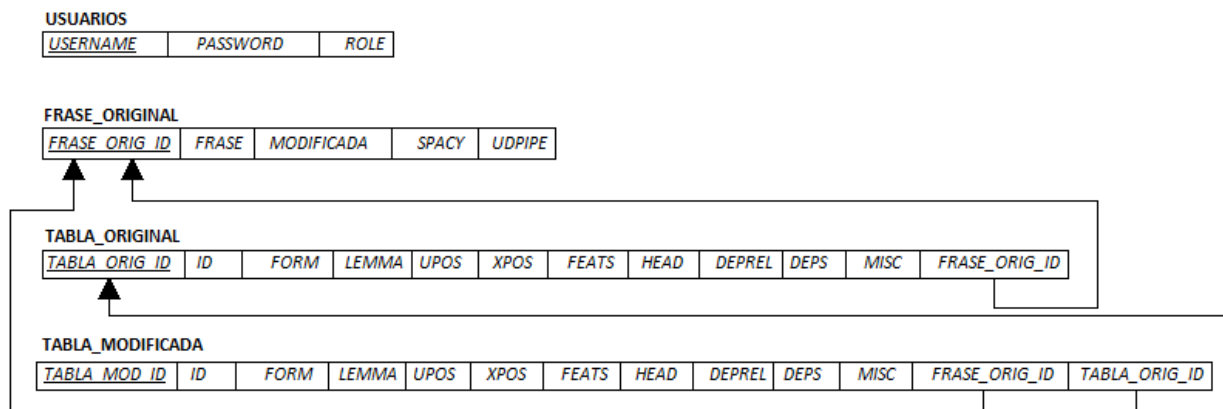 USUARIOS
USERNAME PASSWORD ROLE
FRASE_ORIGINAL
FRASE_ORIG_ID FRASE MODIFICADA SPACY UDPIPE
TABLA_ORIGINAL
TABLA_ORIG_ID ID FORM LEMMA UPOS XPOS FEATS HEAD DEPREL DEPS MISC FRASE_ORIG_ID
TABLA_MODIFICADA
TABLA_MOD_ID ID FORM LEMMA UPOS XPOS FEATS HEAD DEPREL DEPS MISC FRASE_ORIG_ID TABLA_ORIG_ID